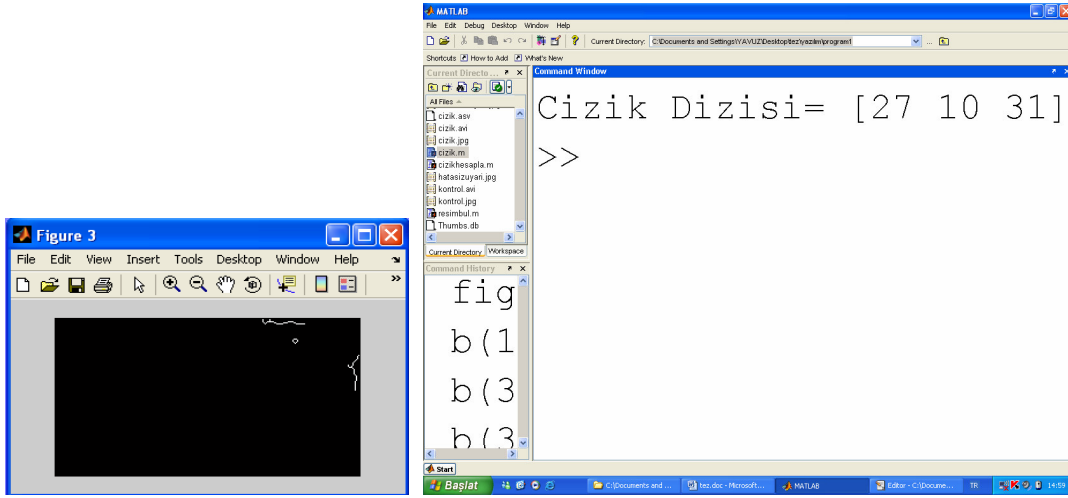 Figure 3
File Edit View Insert Tools Desktop Window Help
»
MATLAB
File Edit Debug Desktop Window Help
Current Directory: C:\Documents and Settings\YAVUZ\Desktop\tez\yazılım\program1
Shortcuts How to Add What's New
Current Directo...
All Files
cizik.asv
cizik.avi
cizik.jpg
cizik.m
cizikhesapla.m
hatasizuyari.jpg
kontrol.avi
kontrol.jpg
resimbul.m
Thumbs.db
Current Directory Workspace
Command History
fig
b(1
b(3
b(3
Command Window
Cizik Dizisi= [27 10 31]
>>
Start
Başlat C:\Documents and ... tez.doc - Microsoft... MATLAB Editor - C:\Docume... TR 14:59